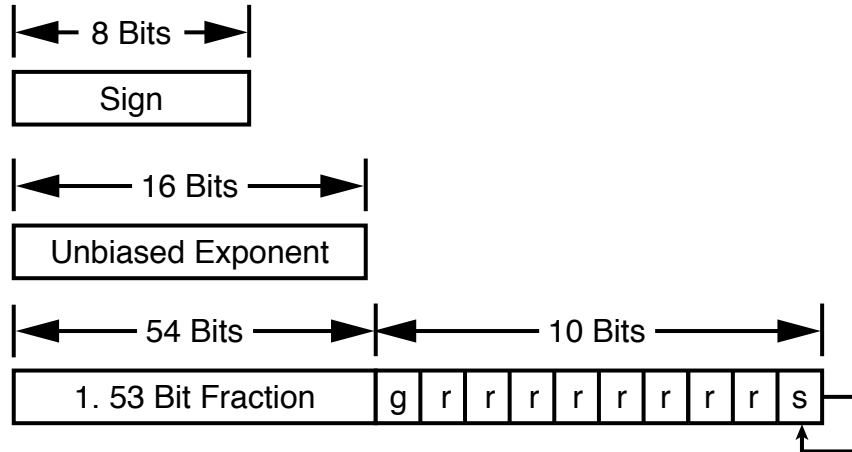 8 Bits
Sign
16 Bits
Unbiased Exponent
54 Bits 10 Bits
1. 53 Bit Fraction g r r r r r r r r s